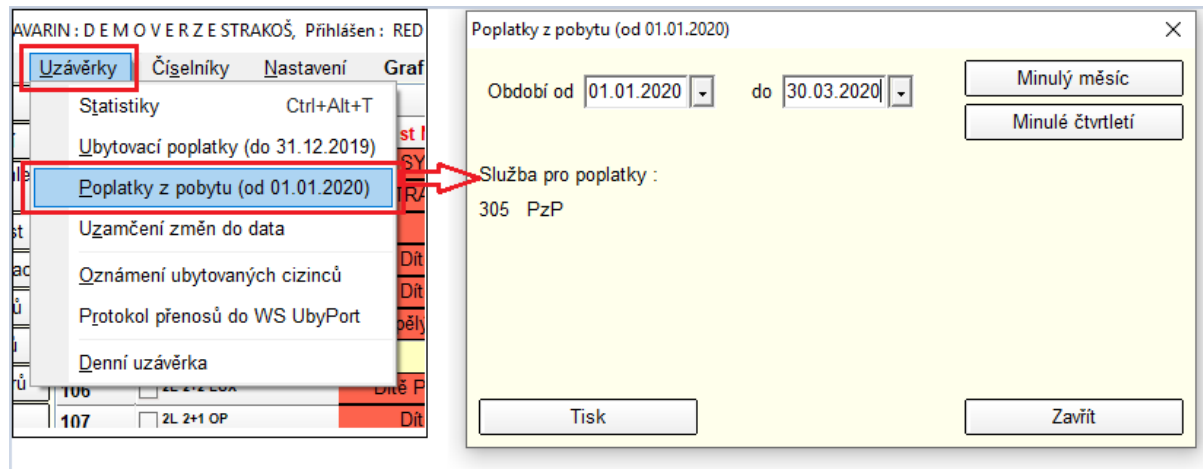 AVARIN : D E M O V E R Z E STRAKOŠ, Přihlášen : RED
Uzávěrky Číselníky Nastavení Graf
Statistiky Ctrl+Alt+T
Ubytovací poplatky (do 31.12.2019)
Poplatky z pobytu (od 01.01.2020)
Uzamčení změn do data
Oznámení ubytovaných cizinců
Protokol přenosů do WS UbyPort
Denní uzávěrka
106 Dítě P
107 2L 2+1 OP Dít
Poplatky z pobytu (od 01.01.2020)
Období od 01.01.2020 do 30.03.2020
Minulý měsíc
Minulé čtvrtletí
Služba pro poplatky :
305 PzP
Tisk Zavřít